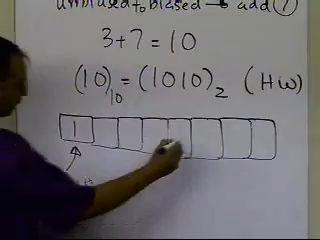 unbiased to biased → add 7
3+7 = 10
(10)₁₀ = (1010)₂ (HW)
1